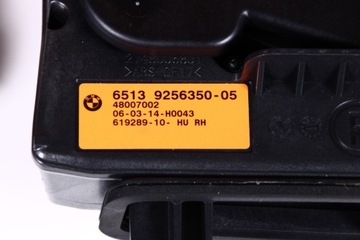 6513 9256350-05
48007002
06-03-14-H0043
619289-10- HU RH